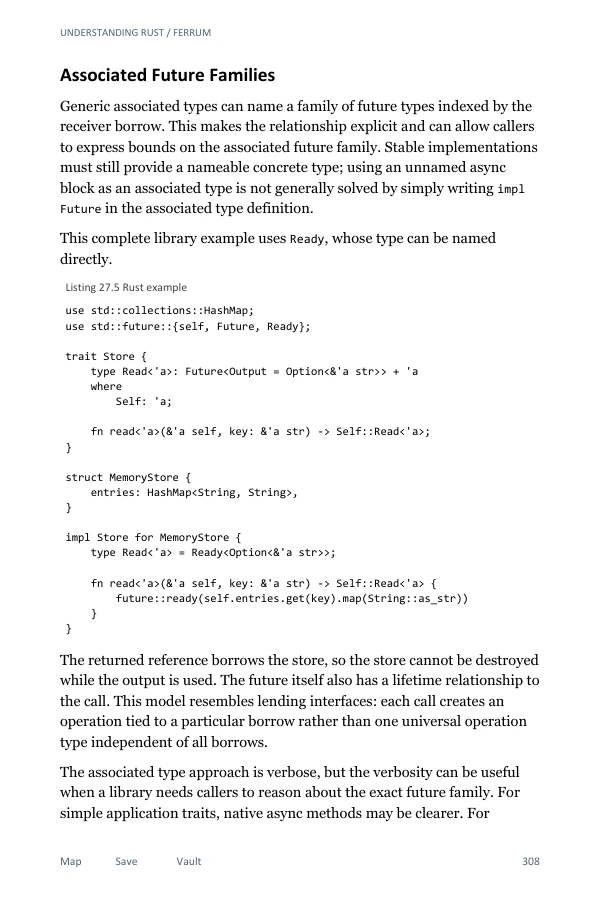 UNDERSTANDING RUST / FERRUM
Associated Future Families
Generic associated types can name a family of future types indexed by the
receiver borrow. This makes the relationship explicit and can allow callers
to express bounds on the associated future family. Stable implementations
must still provide a nameable concrete type; using an unnamed async
block as an associated type is not generally solved by simply writing impl
Future in the associated type definition.
This complete library example uses Ready, whose type can be named
directly.
Listing 27.5 Rust example
use std::collections::HashMap;
use std::future::{self, Future, Ready};
trait Store {
    type Read<'a>: Future<Output = Option<&'a str>> + 'a
    where
        Self: 'a;
    fn read<'a>(&'a self, key: &'a str) -> Self::Read<'a>;
}
struct MemoryStore {
    entries: HashMap<String, String>,
}
impl Store for MemoryStore {
    type Read<'a> = Ready<Option<&'a str>>;
    fn read<'a>(&'a self, key: &'a str) -> Self::Read<'a> {
        future::ready(self.entries.get(key).map(String::as_str))
    }
}
The returned reference borrows the store, so the store cannot be destroyed
while the output is used. The future itself also has a lifetime relationship to
the call. This model resembles lending interfaces: each call creates an
operation tied to a particular borrow rather than one universal operation
type independent of all borrows.
The associated type approach is verbose, but the verbosity can be useful
when a library needs callers to reason about the exact future family. For
simple application traits, native async methods may be clearer. For
Map Save Vault 308